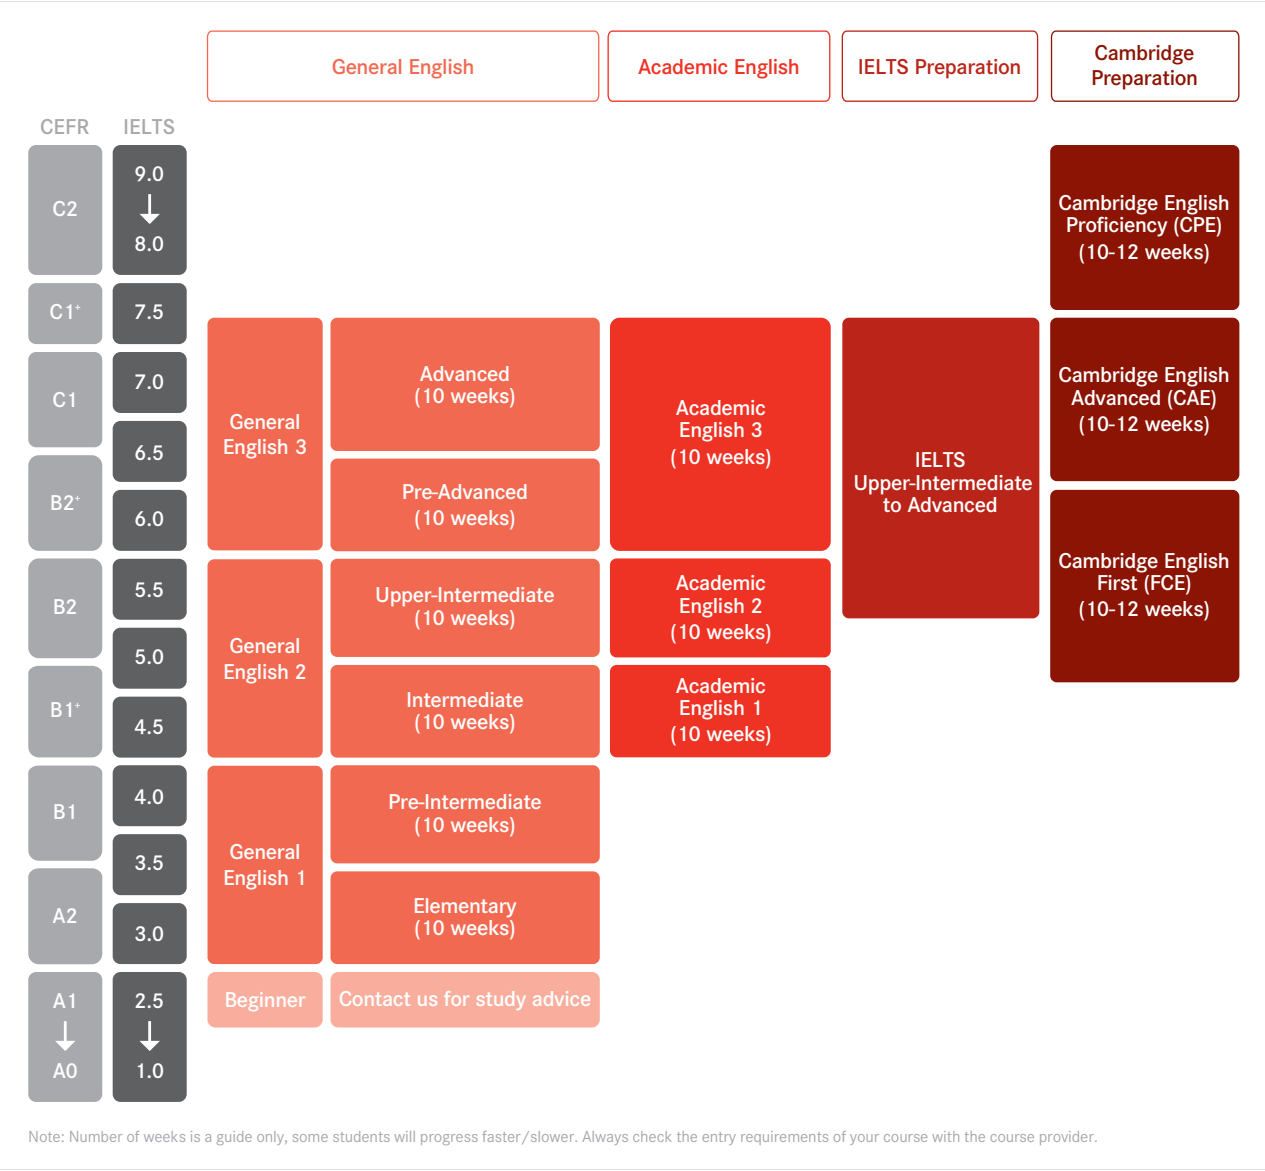 General English
Academic English
IELTS Preparation
Cambridge
Preparation
CEFR
IELTS
C2
9.0
↓
8.0
C1+
7.5
C1
7.0
6.5
B2+
6.0
B2
5.5
5.0
B1+
4.5
B1
4.0
3.5
A2
3.0
A1
↓
A0
2.5
↓
1.0
General
English 3
Advanced
(10 weeks)
Pre-Advanced
(10 weeks)
General
English 2
Upper-Intermediate
(10 weeks)
Intermediate
(10 weeks)
General
English 1
Pre-Intermediate
(10 weeks)
Elementary
(10 weeks)
Beginner
Contact us for study advice
Academic
English 3
(10 weeks)
Academic
English 2
(10 weeks)
Academic
English 1
(10 weeks)
IELTS
Upper-Intermediate
to Advanced
Cambridge English
Proficiency (CPE)
(10-12 weeks)
Cambridge English
Advanced (CAE)
(10-12 weeks)
Cambridge English
First (FCE)
(10-12 weeks)
Note: Number of weeks is a guide only, some students will progress faster/slower. Always check the entry requirements of your course with the course provider.